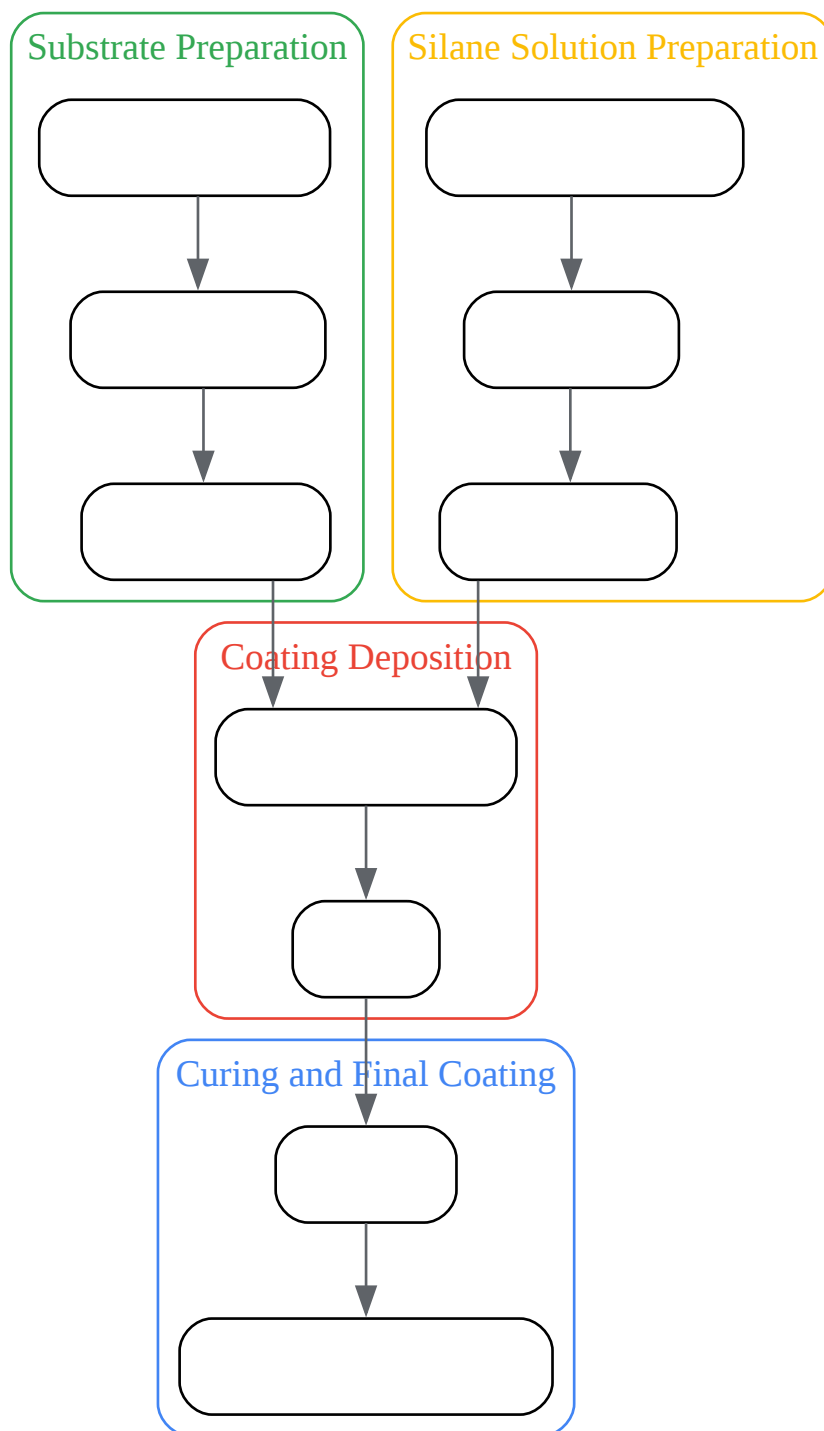 Substrate Preparation
Silane Solution Preparation
Coating Deposition
Curing and Final Coating